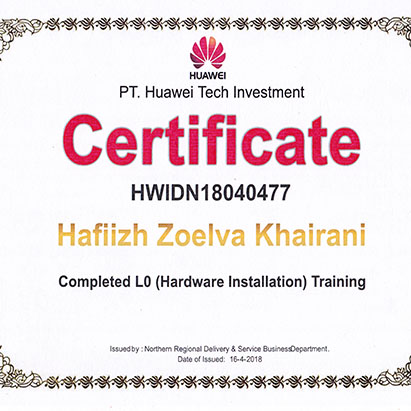 HUAWEI
PT. Huawei Tech Investment
Certificate
HWIDN18040477
Hafiizh Zoelva Khairani
Completed L0 (Hardware Installation) Training
Issued by : Northern Regional Delivery & Service Business Department.
Date of Issued: 16-4-2018